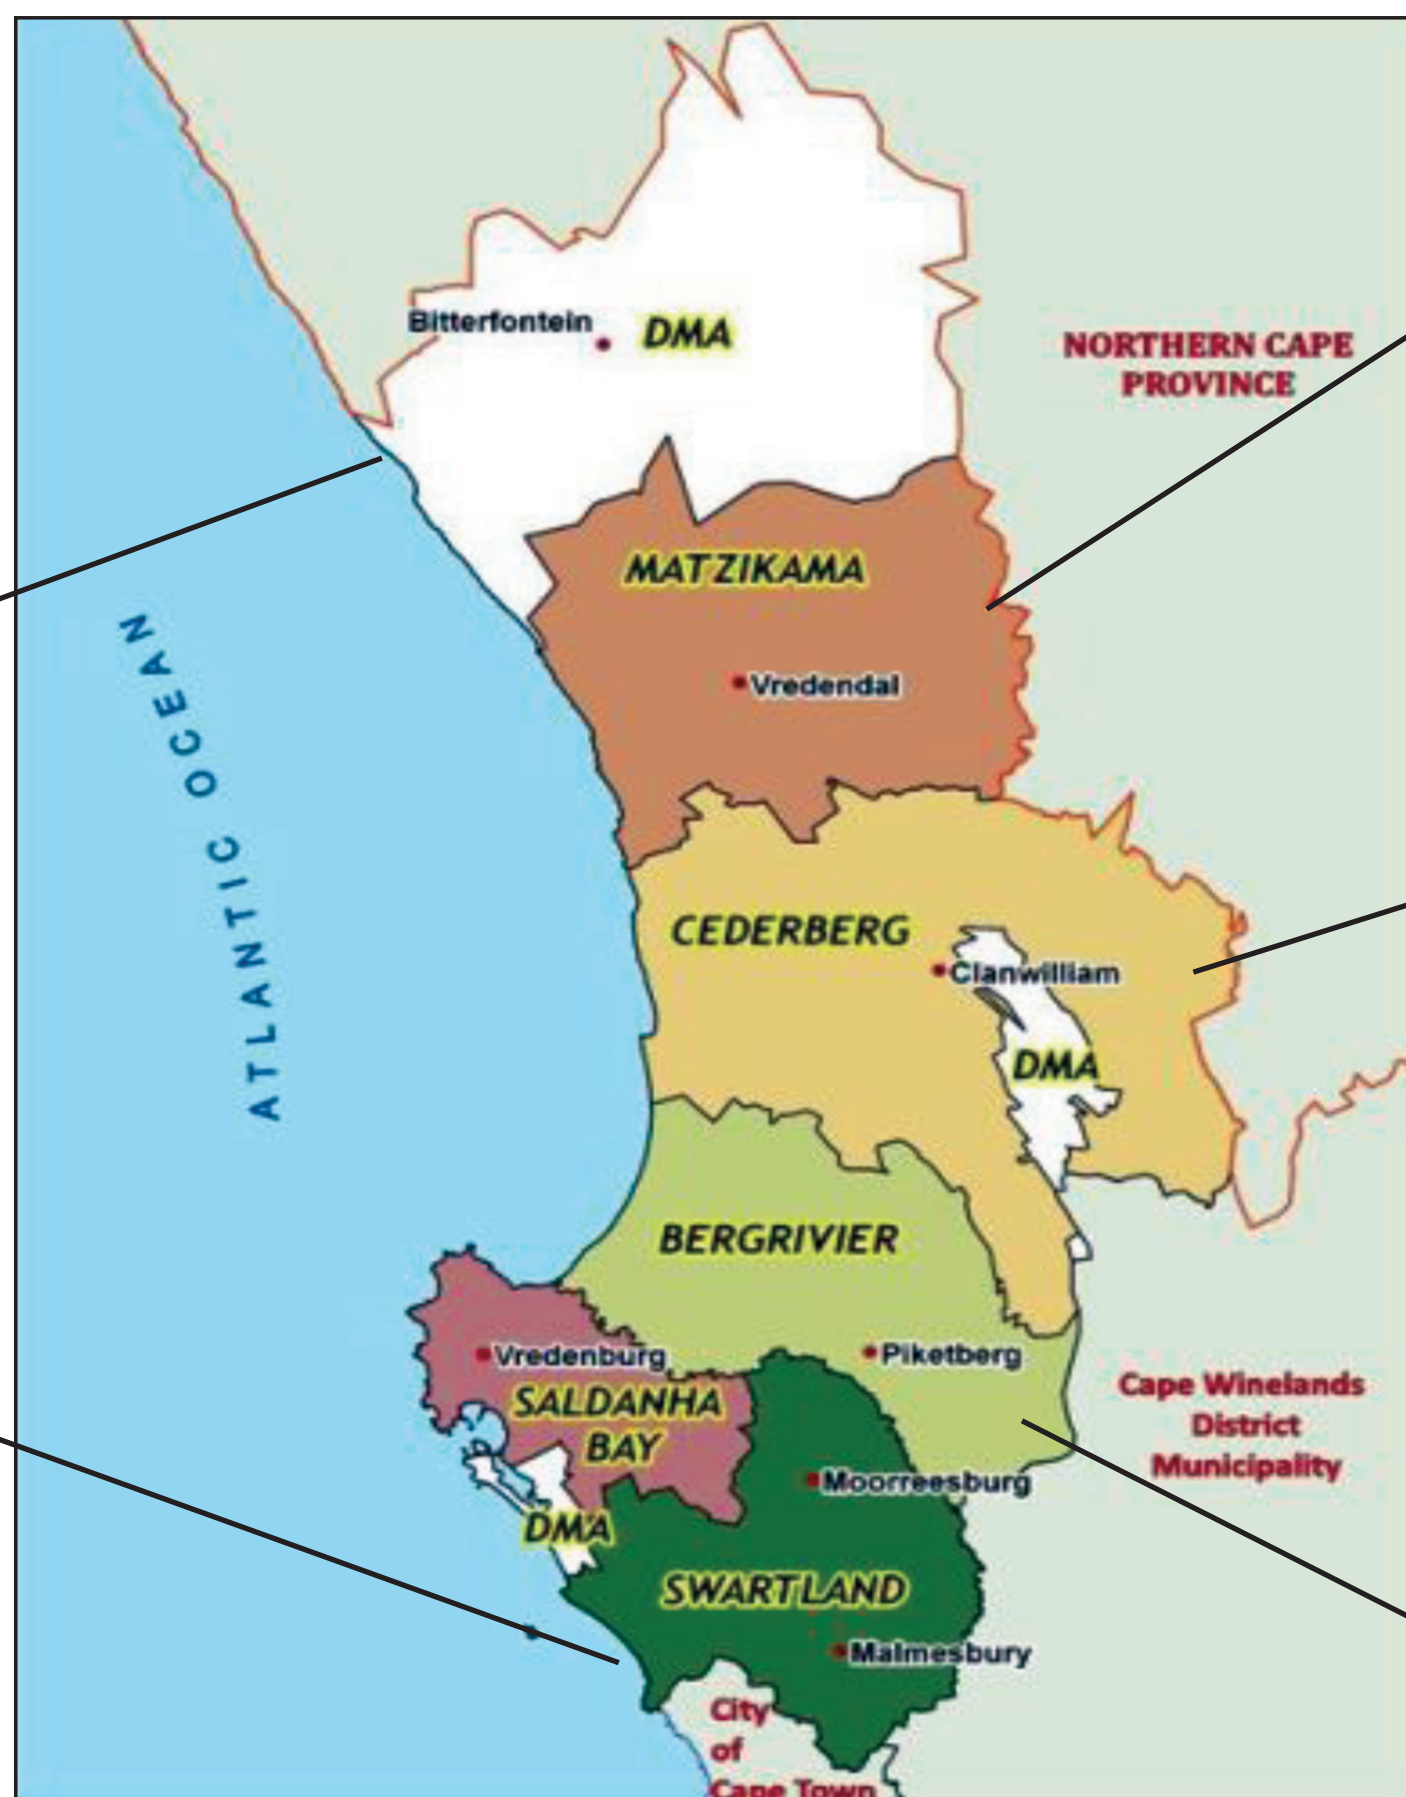 Bitterfontein
DMA
NORTHERN CAPE
PROVINCE
MATZIKAMA
Vredendal
ATLANTIC OCEAN
CEDERBERG
Clanwilliam
DMA
BERGRIVIER
Vredenburg
Piketberg
SALDANHA
BAY
Cape Winelands
District
Municipality
Moorreesburg
DMA
SWARTLAND
Malmesbury
City
of
Cape Town